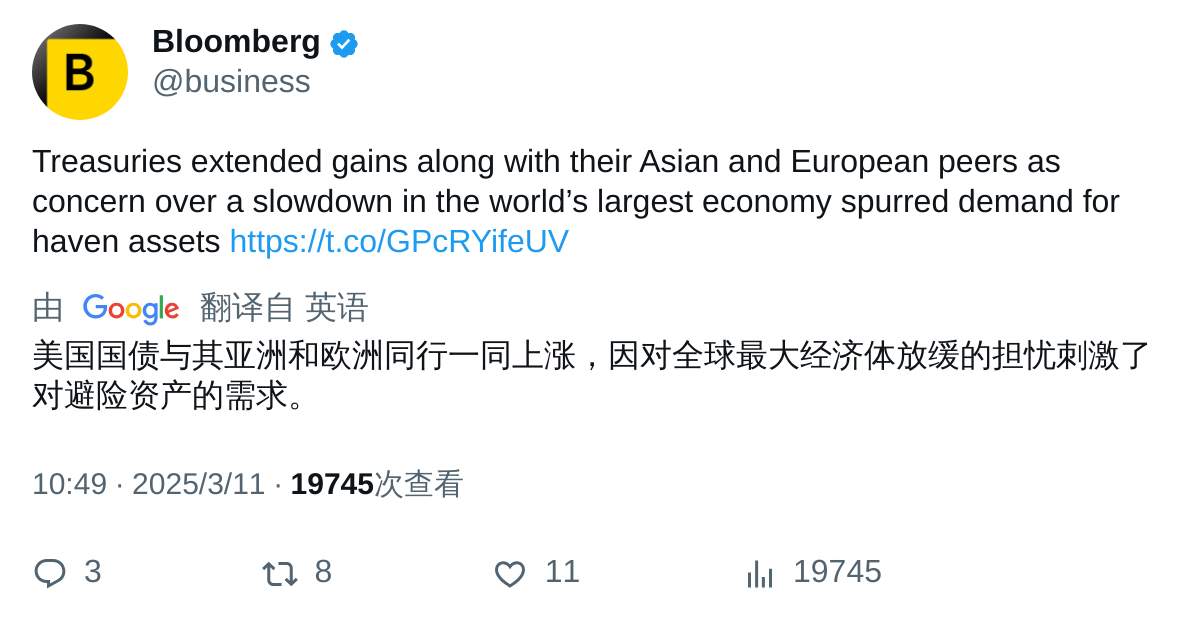 B
Bloomberg
@business
Treasuries extended gains along with their Asian and European peers as
concern over a slowdown in the world’s largest economy spurred demand for
haven assets https://t.co/GPcRYifeUV
由 Google 翻译自 英语
美国国债与其亚洲和欧洲同行一同上涨，因对全球最大经济体放缓的担忧刺激了
对避险资产的需求。
10:49 · 2025/3/11 · 19745次查看
3 8 11 19745